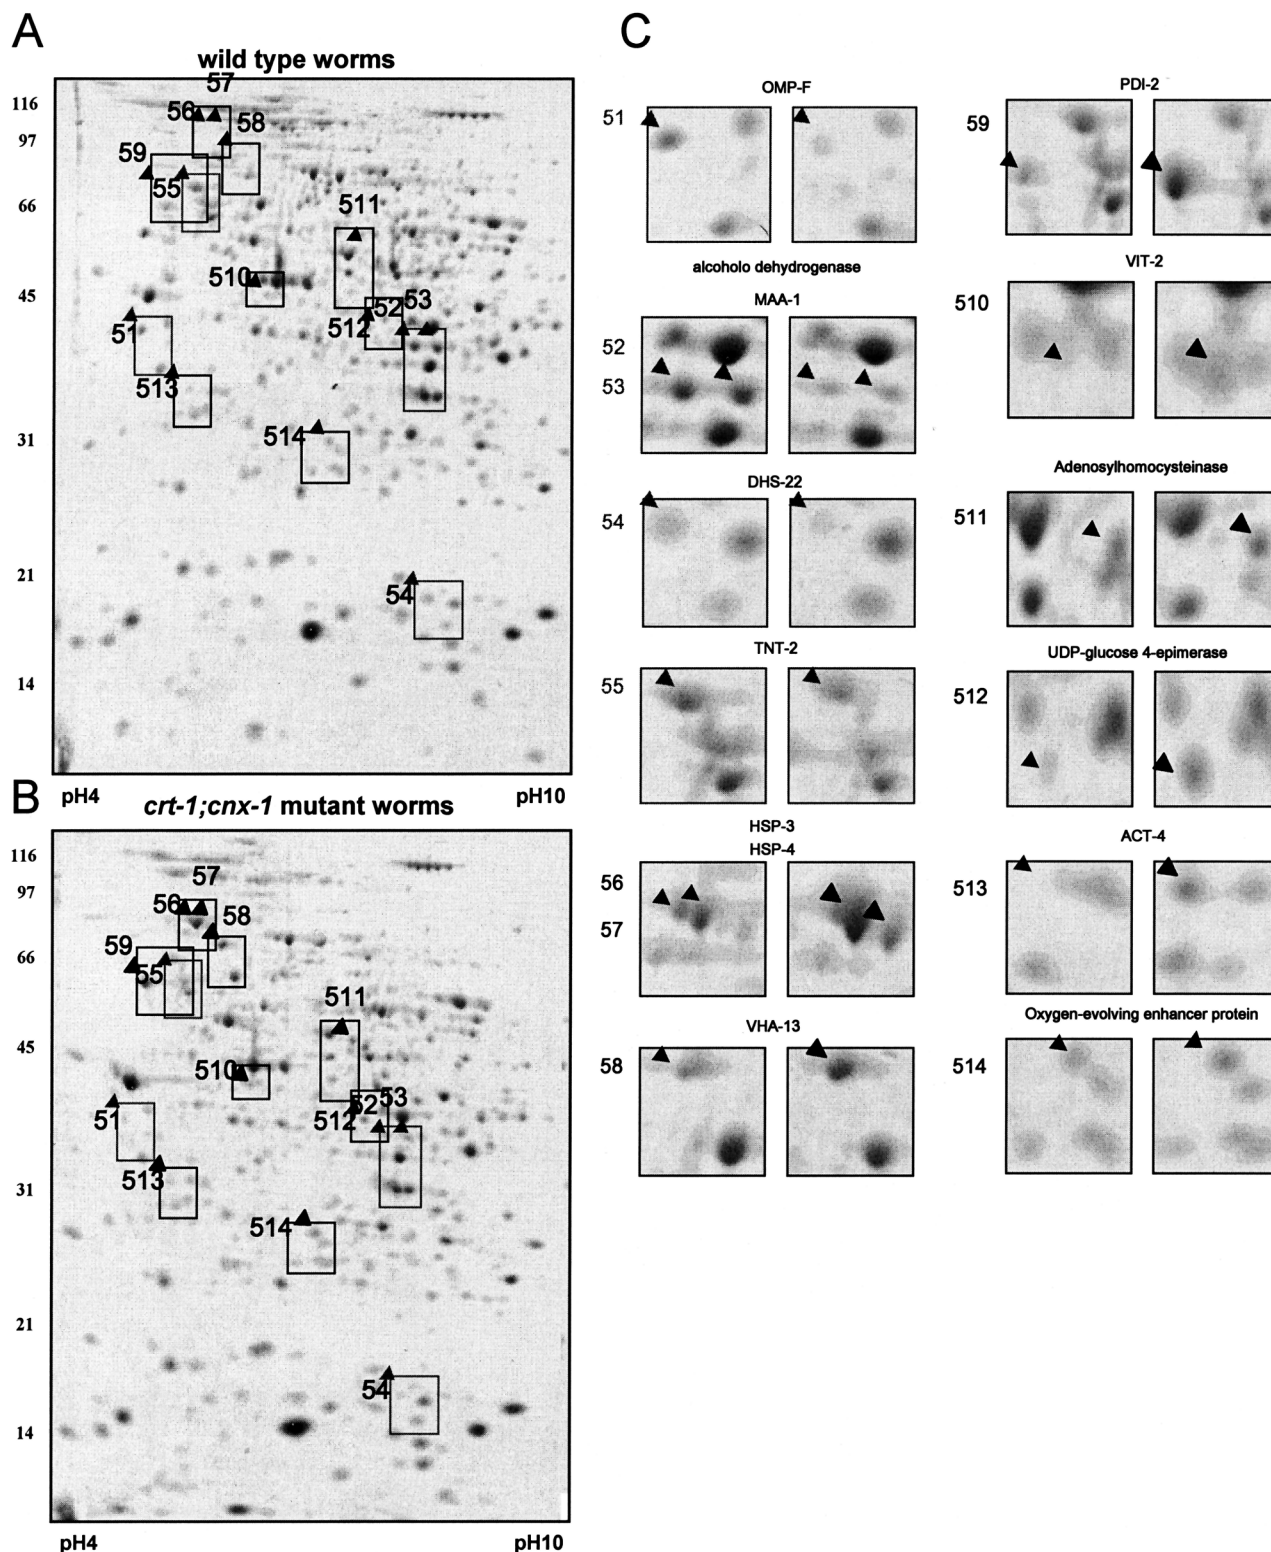 A
wild type worms
116
97
66
45
31
21
14
57
56
58
59
55
511
510
52
53
512
51
513
514
54
pH4
pH10
B
crt-1;cnx-1 mutant worms
116
97
66
45
31
21
14
57
56
58
59
55
511
510
52
53
512
51
513
514
54
pH4
pH10
C
OMP-F
51
alcoholo dehydrogenase
MAA-1
52
53
DHS-22
54
TNT-2
55
HSP-3
HSP-4
56
57
VHA-13
58
PDI-2
59
VIT-2
510
Adenosylhomocysteinase
511
UDP-glucose 4-epimerase
512
ACT-4
513
Oxygen-evolving enhancer protein
514